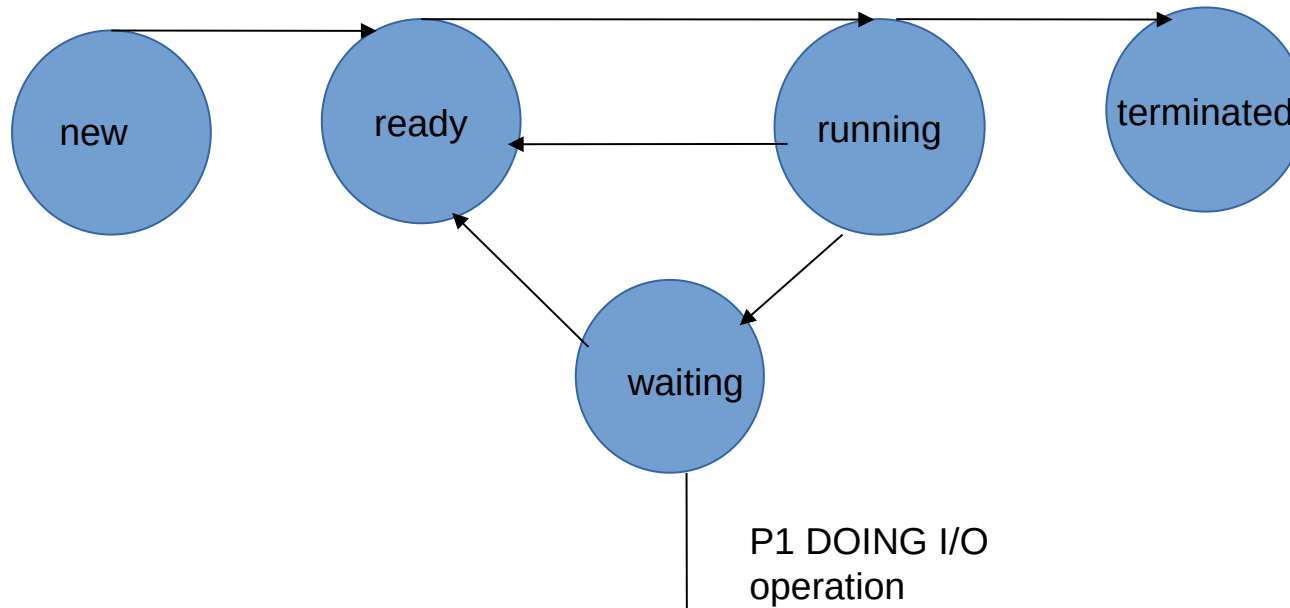 new
ready
running
terminated
waiting
P1 DOING I/O
operation